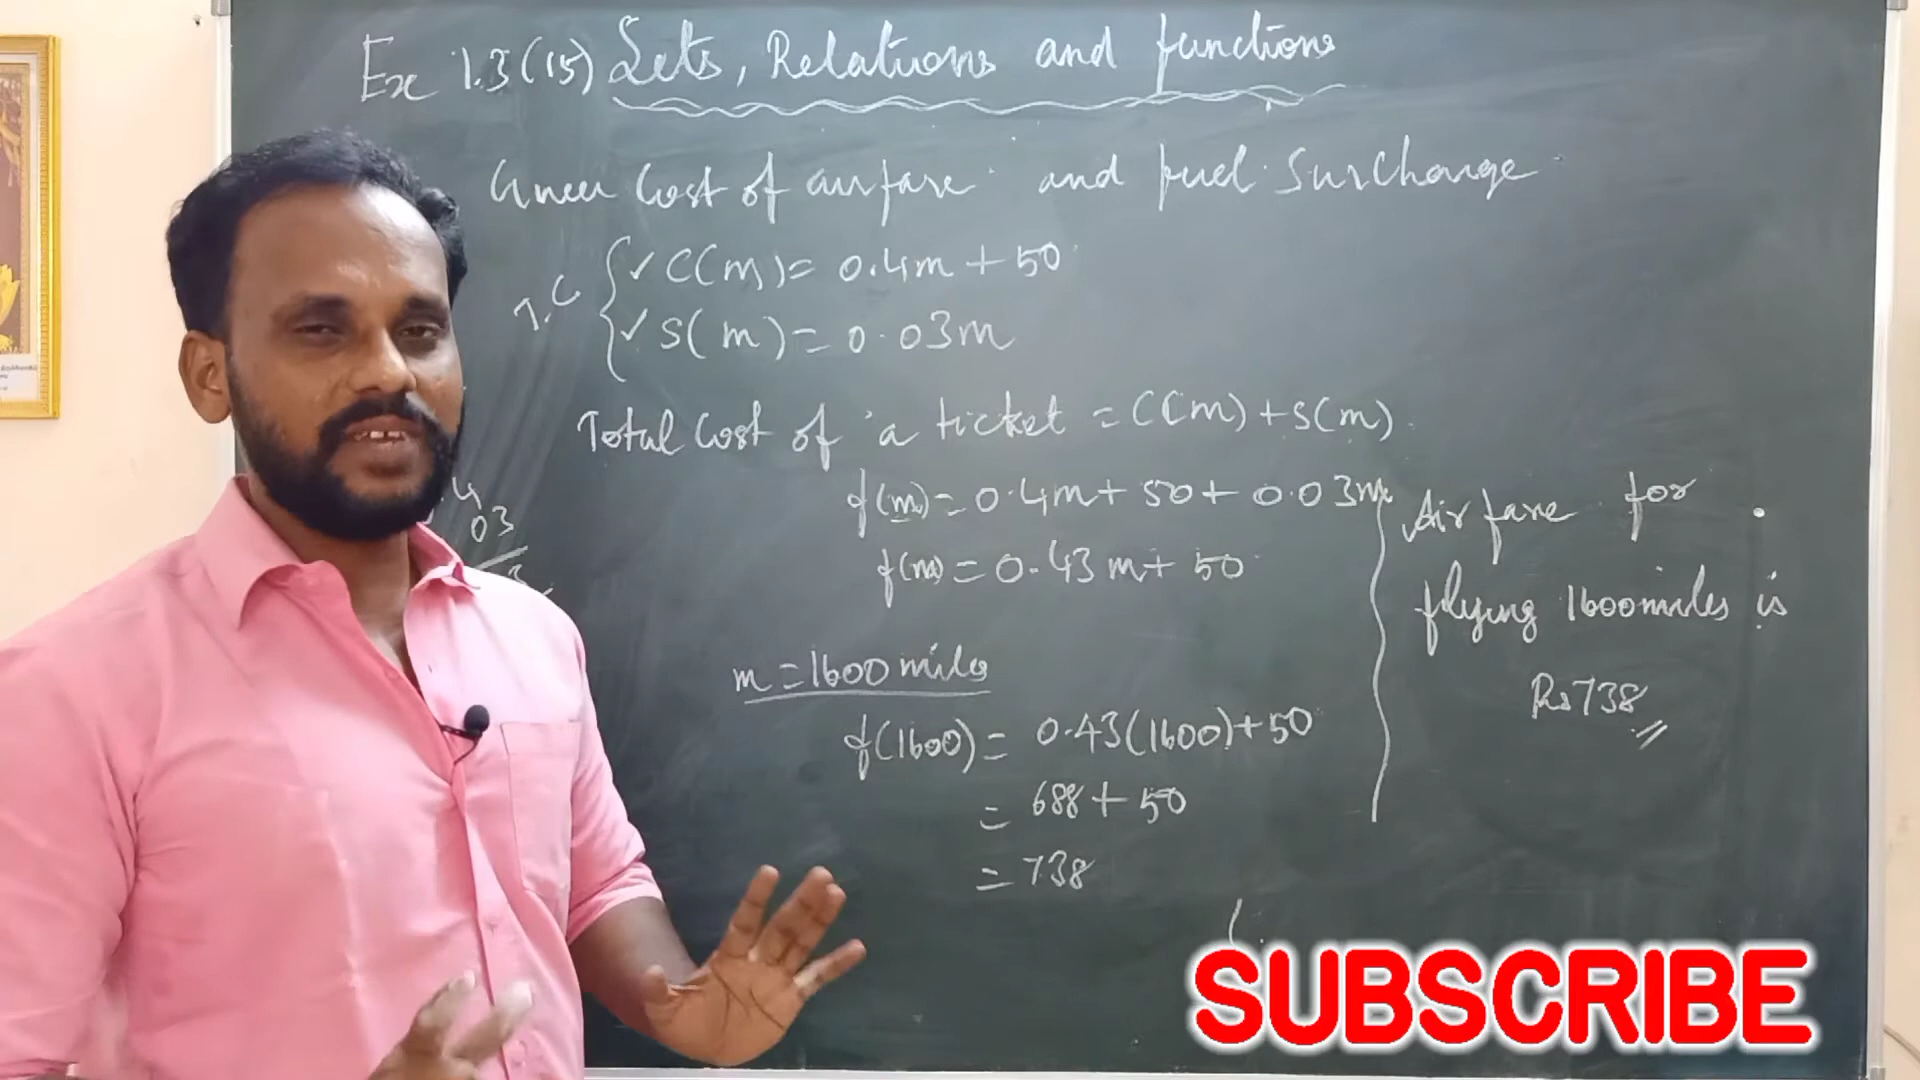 Ex 1.3(15) Sets, Relations and functions
Given Cost of airfare and fuel Surcharge
T.C
✓ C(m) = 0.4m + 50
✓ S(m) = 0.03m
Total Cost of a ticket = C(m) + S(m)
f(m) = 0.4m + 50 + 0.03m
f(m) = 0.43m + 50
.4
03
m = 1600 miles
f(1600) = 0.43(1600) + 50
= 688 + 50
= 738
Air fare for
flying 1600 miles is
Rs 738
SUBSCRIBE